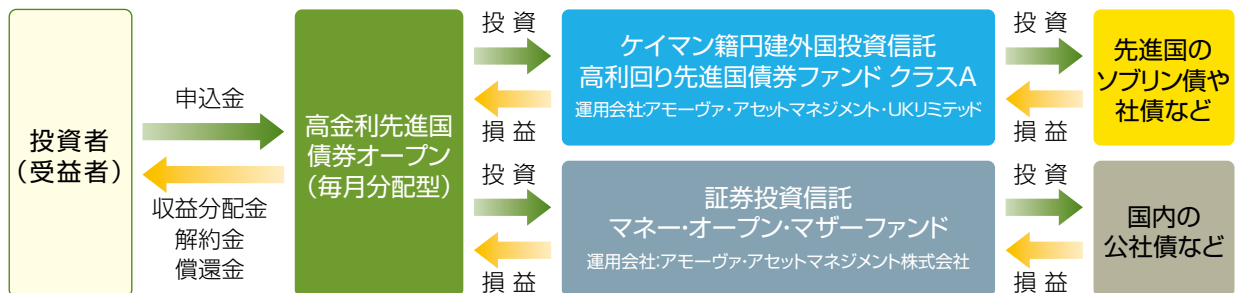 投資者
（受益者）
申込金
収益分配金
解約金
償還金
高金利先進国
債券オープン
（毎月分配型）
投 資
損 益
ケイマン籍円建外国投資信託
高利回り先進国債券ファンド クラスA
運用会社:アモーヴァ・アセットマネジメント・UKリミテッド
投 資
損 益
先進国の
ソブリン債や
社債など
投 資
損 益
証券投資信託
マネー・オープン・マザーファンド
運用会社:アモーヴァ・アセットマネジメント株式会社
投 資
損 益
国内の
公社債など